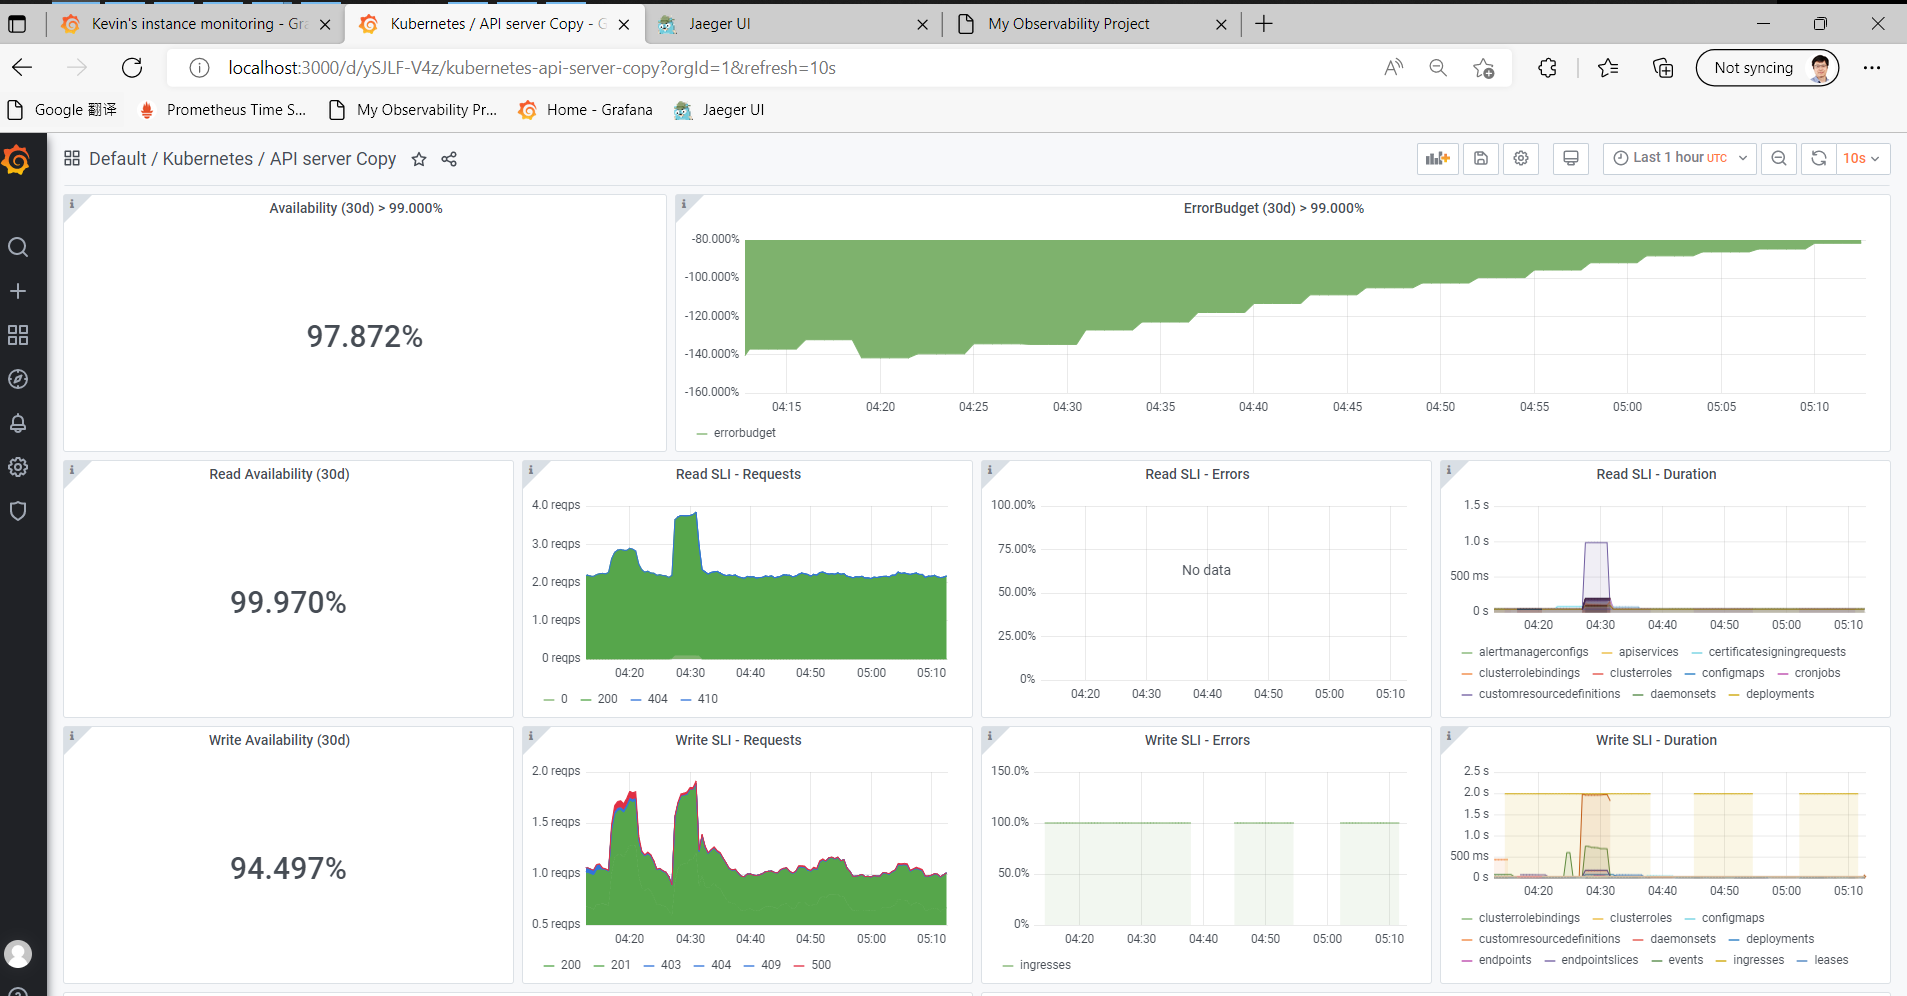 Kevin's instance monitoring - Gra
Kubernetes / API server Copy - G
Jaeger UI
My Observability Project
localhost:3000/d/ySJLF-V4z/kubernetes-api-server-copy?orgId=1&refresh=10s
Not syncing
Google 翻译
Prometheus Time S...
My Observability Pr...
Home - Grafana
Jaeger UI
Default / Kubernetes / API server Copy
Last 1 hour UTC
10s
Availability (30d) > 99.000%
97.872%
ErrorBudget (30d) > 99.000%
-80.000%
-100.000%
-120.000%
-140.000%
-160.000%
04:15 04:20 04:25 04:30 04:35 04:40 04:45 04:50 04:55 05:00 05:05 05:10
errorbudget
Read Availability (30d)
99.970%
Read SLI - Requests
4.0 reqps
3.0 reqps
2.0 reqps
1.0 reqps
0 reqps
04:20 04:30 04:40 04:50 05:00 05:10
0 200 404 410
Read SLI - Errors
100.00%
75.00%
No data
50.00%
25.00%
0%
04:20 04:30 04:40 04:50 05:00 05:10
Read SLI - Duration
1.5 s
1.0 s
500 ms
0 s
04:20 04:30 04:40 04:50 05:00 05:10
alertmanagerconfigs apiservices certificatesigningrequests
clusterrolebindings clusterroles configmaps cronjobs
customresourcedefinitions daemonsets deployments
Write Availability (30d)
94.497%
Write SLI - Requests
2.0 reqps
1.5 reqps
1.0 reqps
0.5 reqps
04:20 04:30 04:40 04:50 05:00 05:10
200 201 403 404 409 500
Write SLI - Errors
150.0%
100.0%
50.0%
0%
04:20 04:30 04:40 04:50 05:00 05:10
ingresses
Write SLI - Duration
2.5 s
2.0 s
1.5 s
1.0 s
500 ms
0 s
04:20 04:30 04:40 04:50 05:00 05:10
clusterrolebindings clusterroles configmaps
customresourcedefinitions daemonsets deployments
endpoints endpointslices events ingresses leases